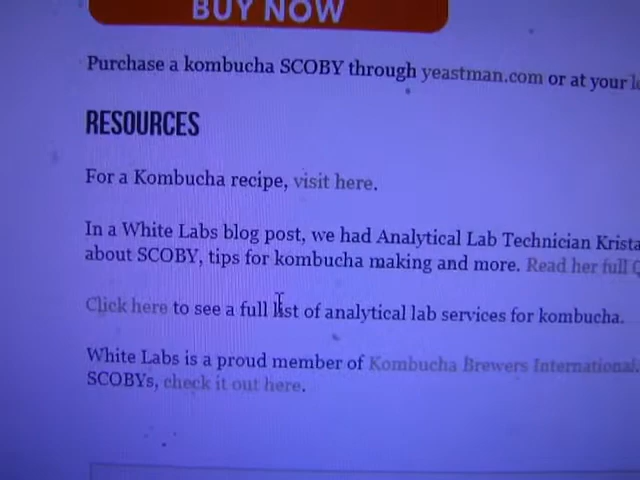 BUY NOW
Purchase a kombucha SCOBY through yeastman.com or at your
RESOURCES
For a Kombucha recipe, visit here.
In a White Labs blog post, we had Analytical Lab Technician Krista
about SCOBY, tips for kombucha making and more. Read her full
Click here to see a full list of analytical lab services for kombucha.
White Labs is a proud member of Kombucha Brewers International.
SCOBYs, check it out here.